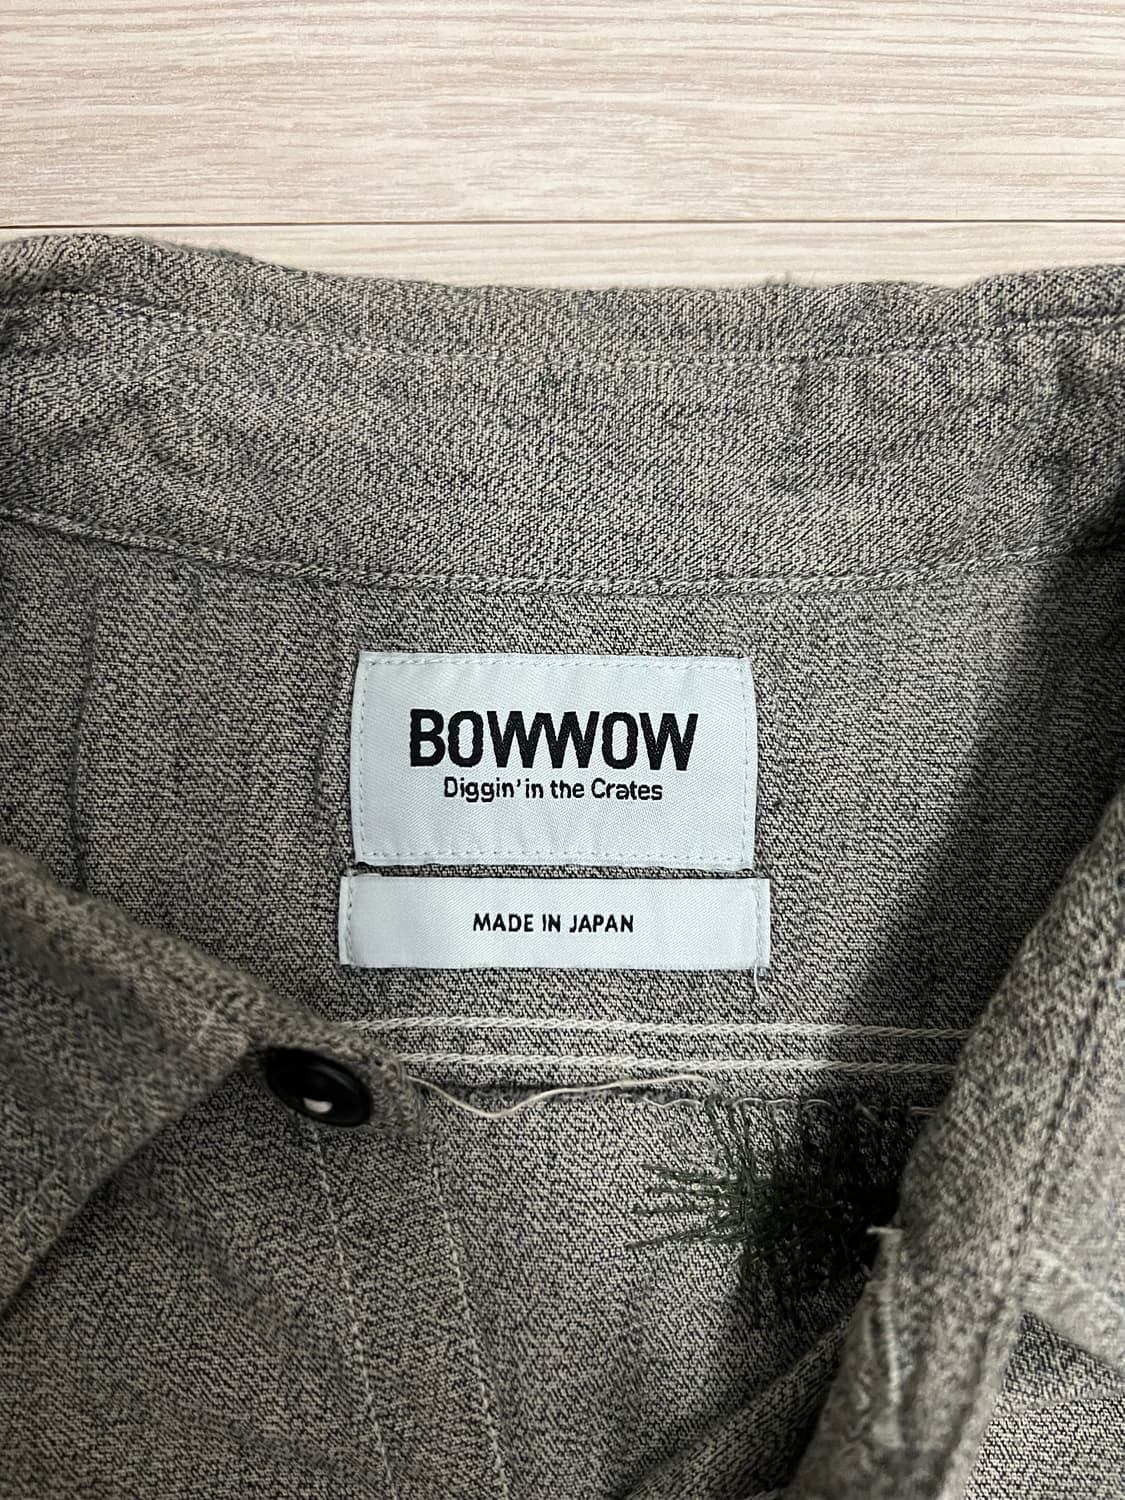 BOWWOW
Diggin' in the Crates
MADE IN JAPAN